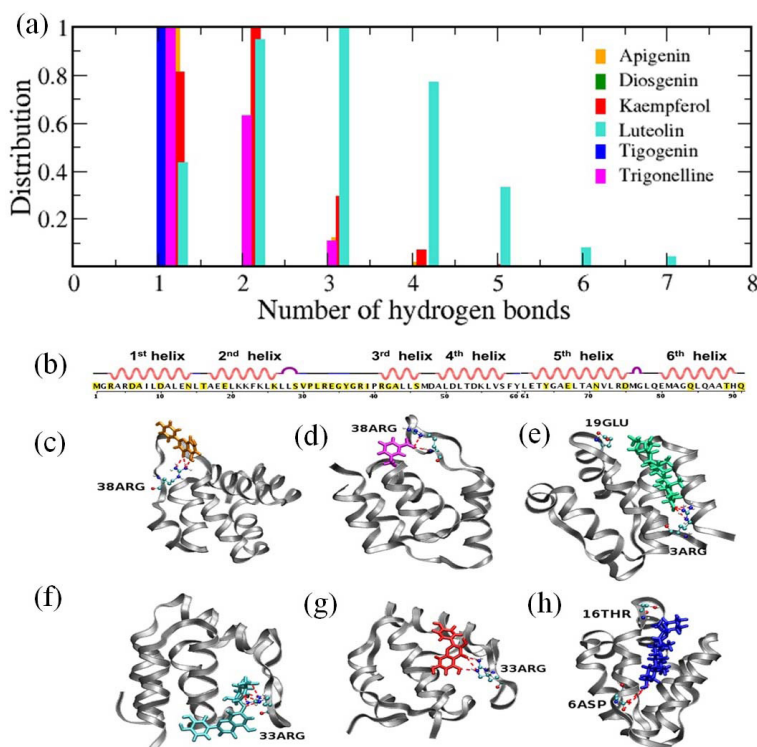 (a)
Distribution
1
0.8
0.6
0.4
0.2
Apigenin
Diosgenin
Kaempferol
Luteolin
Tigogenin
Trigonelline
0 1 2 3 4 5 6 7 8
Number of hydrogen bonds
(b)
1st helix 2nd helix 3rd helix 4th helix 5th helix 6th helix
MGRARDAILDALENLTAEELKKFKLKLLSVPLREGYGRIPRGALLSMDALDLTDKLVSFYLETYGAELTANVLRDMGLQEMAGQLQAATHQ
1 10 20 30 40 50 60 61 70 80 90
(c)
38ARG
(d)
38ARG
(e)
19GLU
3ARG
(f)
33ARG
(g)
33ARG
(h)
16THR
6ASP